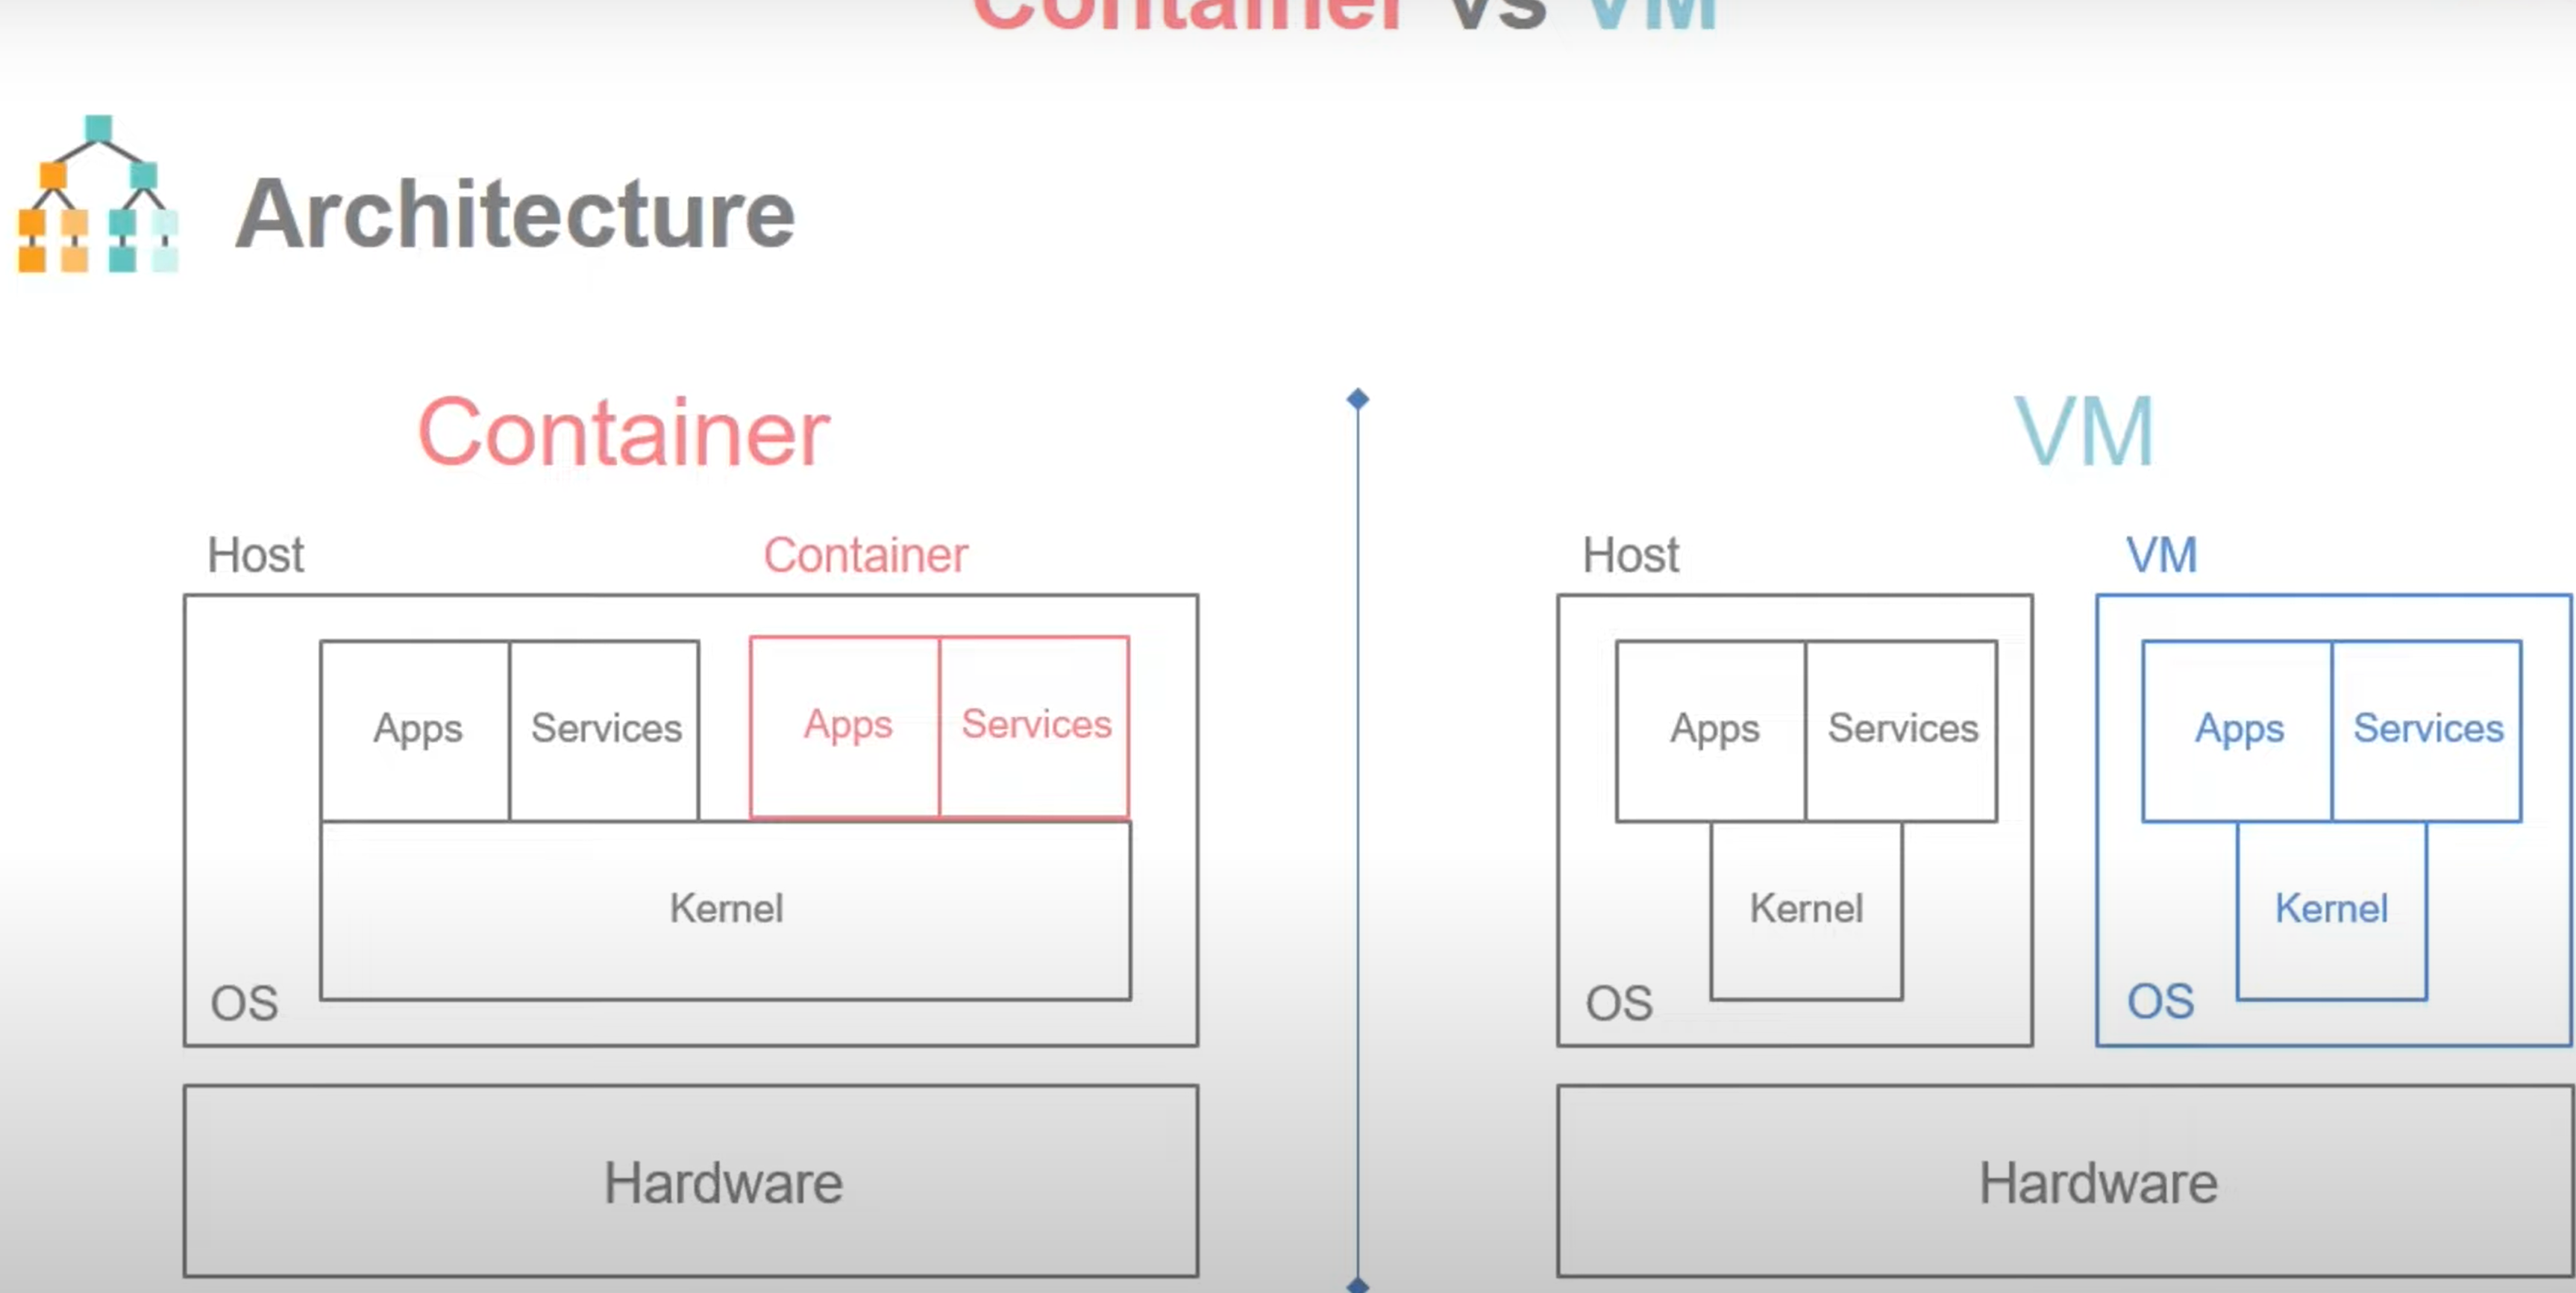 Container vs VM
Architecture
Container
Host
Container
Apps
Services
Apps
Services
Kernel
OS
Hardware
VM
Host
VM
Apps
Services
Kernel
OS
Apps
Services
Kernel
OS
Hardware